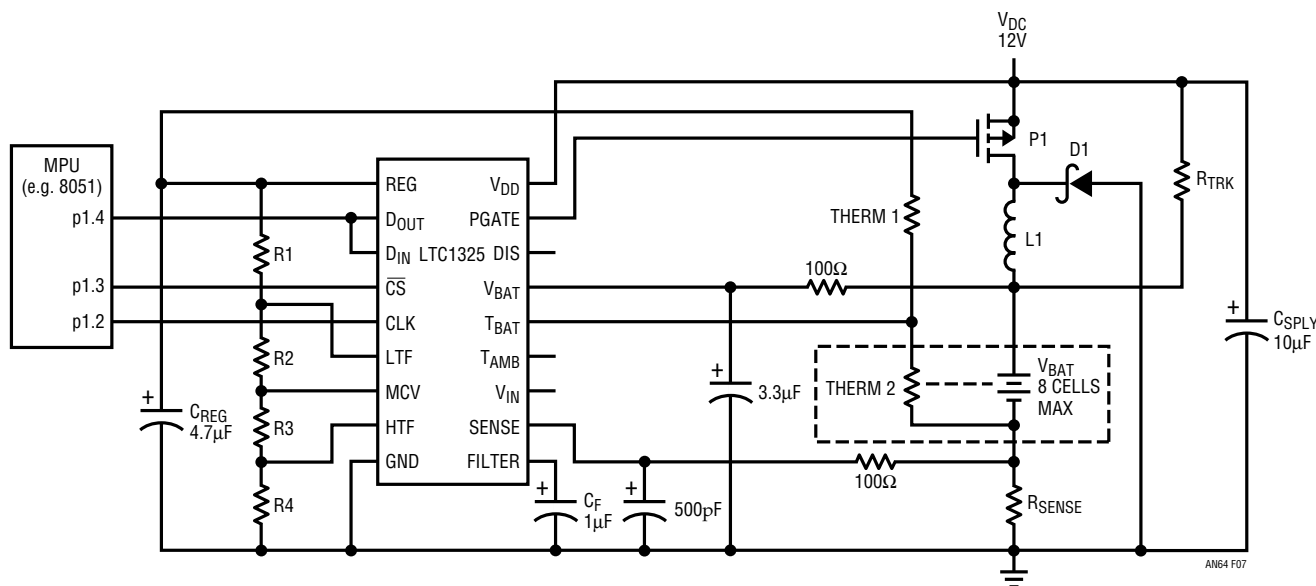 V_DC
12V
MPU
(e.g. 8051)
p1.4
p1.3
p1.2
REG
D_OUT
D_IN
C̅S̅
CLK
LTF
MCV
HTF
GND
LTC1325
V_DD
PGATE
DIS
V_BAT
T_BAT
T_AMB
V_IN
SENSE
FILTER
R1
R2
R3
R4
+
C_REG
4.7µF
+
C_F
1µF
+
500pF
+
3.3µF
100Ω
100Ω
THERM 1
THERM 2
P1
D1
L1
R_TRK
V_BAT
8 CELLS
MAX
R_SENSE
+
C_SPLY
10µF
AN64 F07